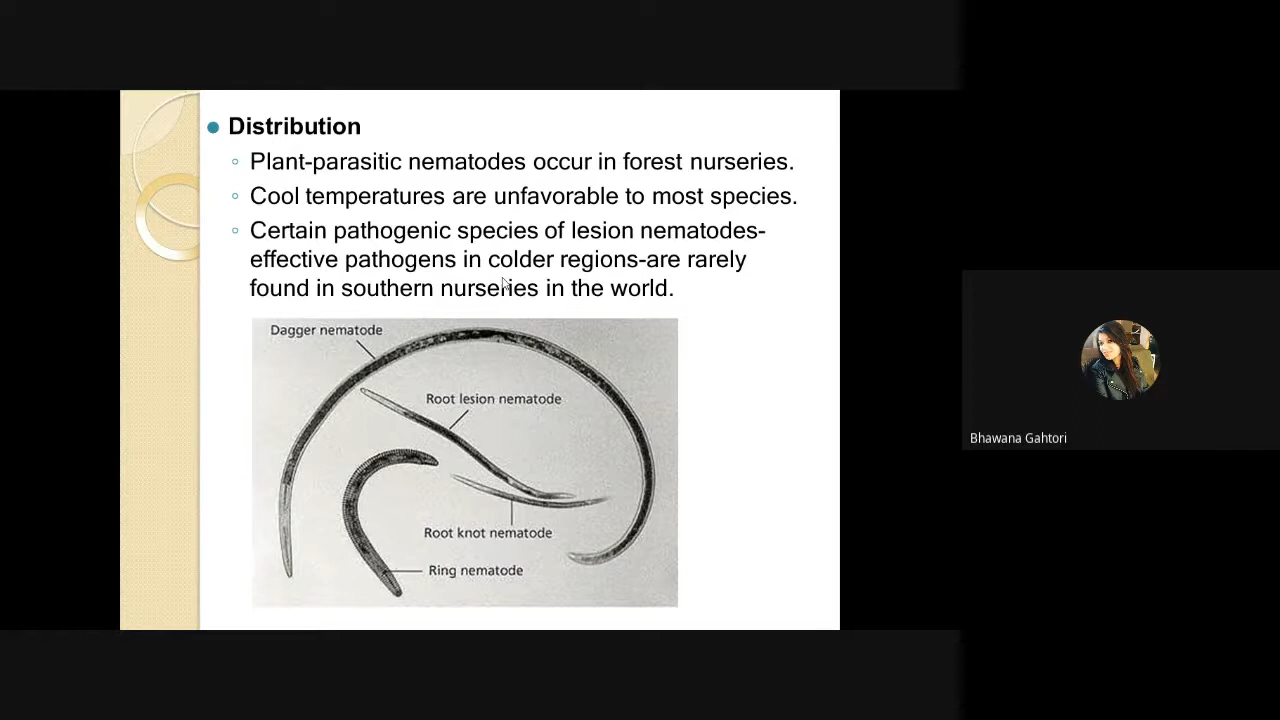 Distribution
Plant-parasitic nematodes occur in forest nurseries.
Cool temperatures are unfavorable to most species.
Certain pathogenic species of lesion nematodes-
effective pathogens in colder regions-are rarely
found in southern nurseries in the world.
Dagger nematode
Root lesion nematode
Root knot nematode
Ring nematode
Bhawana Gahtori